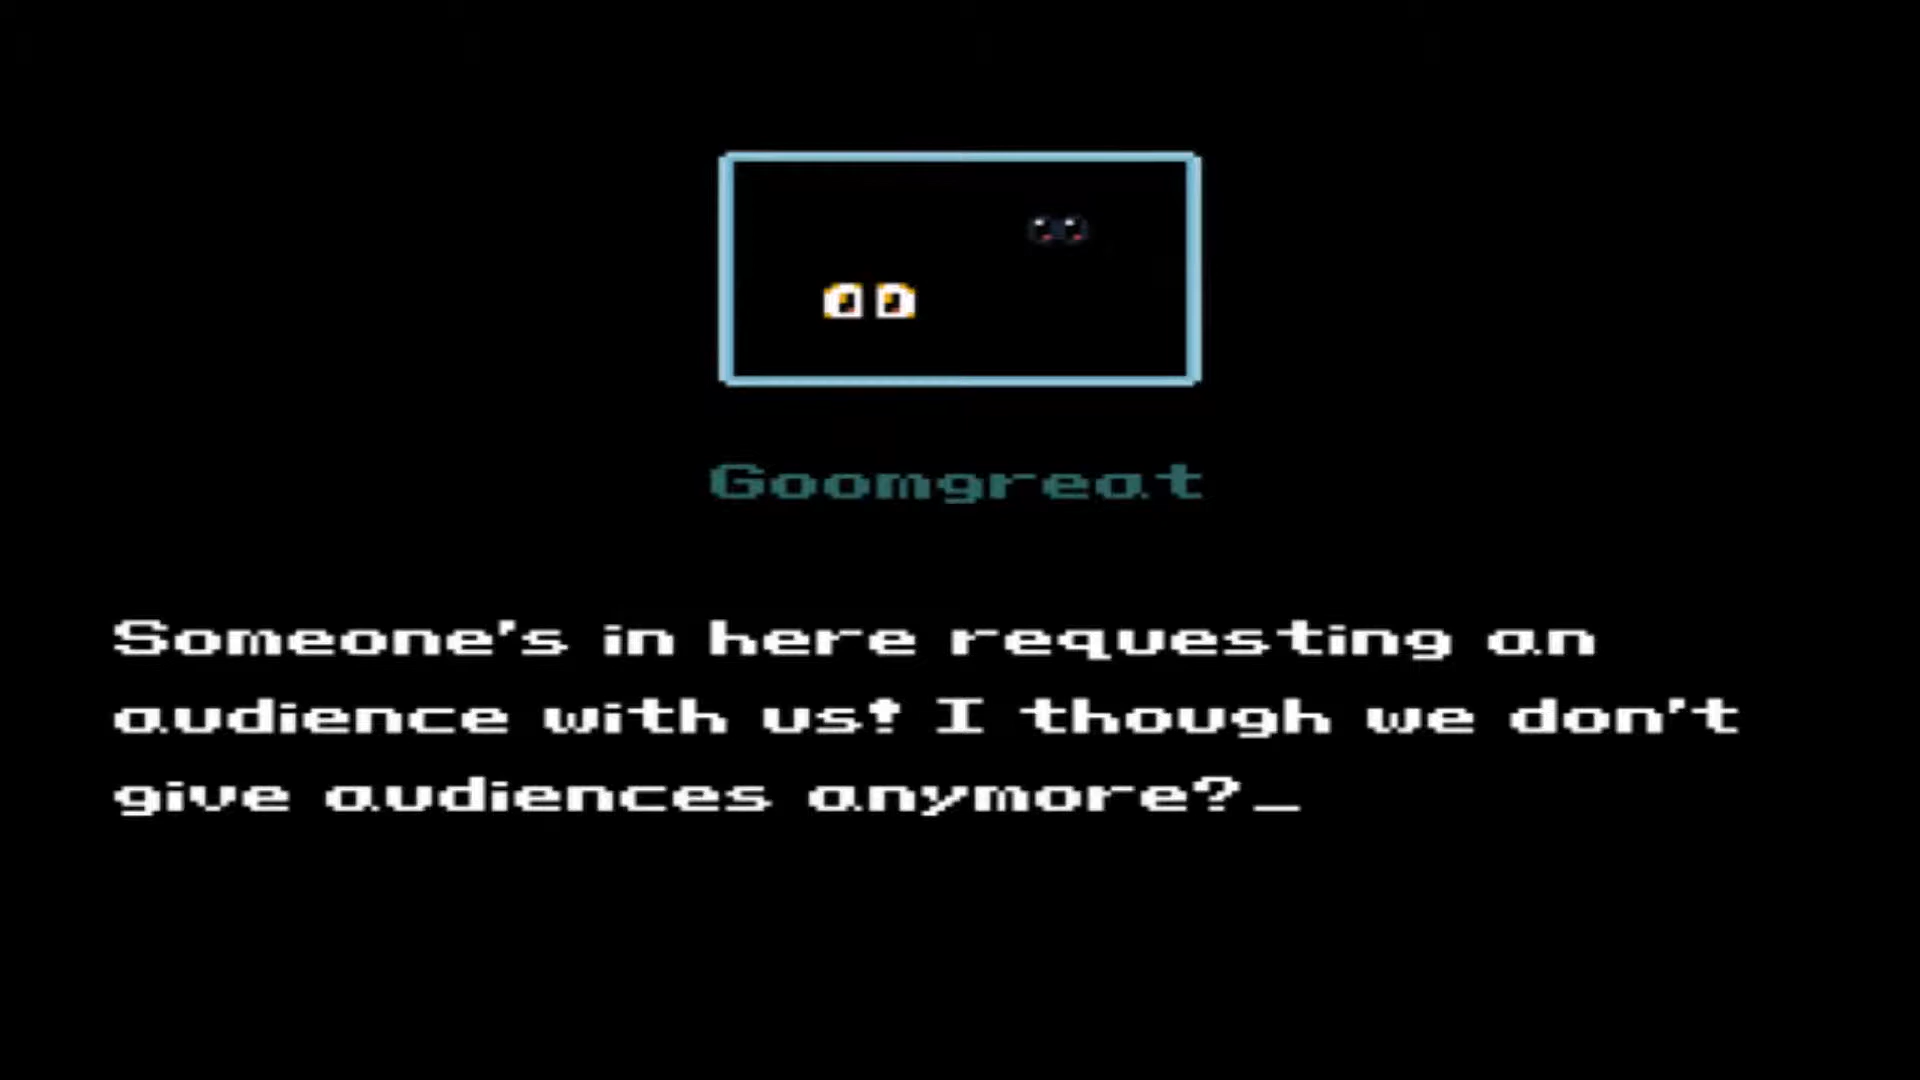 Goomgreat
Someone's in here requesting an
audience with us! I though we don't
give audiences anymore?_